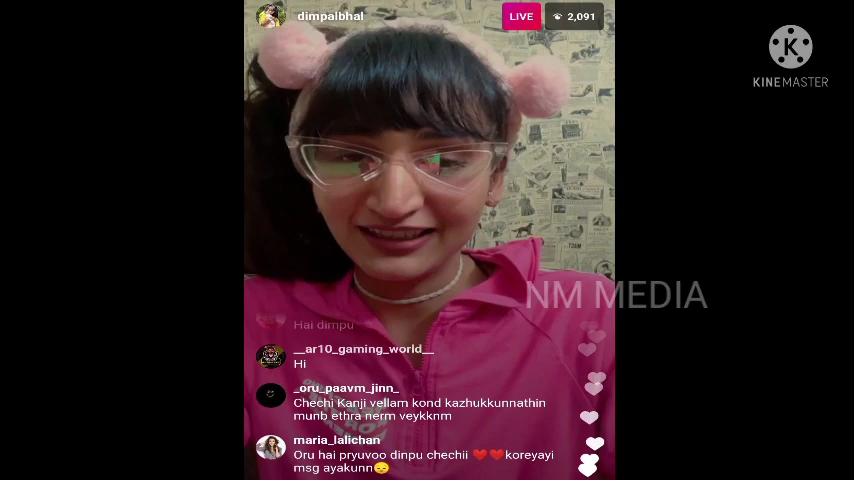 dimpalbhal
LIVE
2,091
KINEMASTER
NM MEDIA
Hai dimpu
__ar10_gaming_world__
Hi
_oru_paavm_jinn_
Chechi Kanji vellam kond kazhukkunnathin
munb ethra nerm veykknm
maria_lalichan
Oru hai pryuvoo dinpu chechii ❤️ ❤️koreyayi
msg ayakunn😔